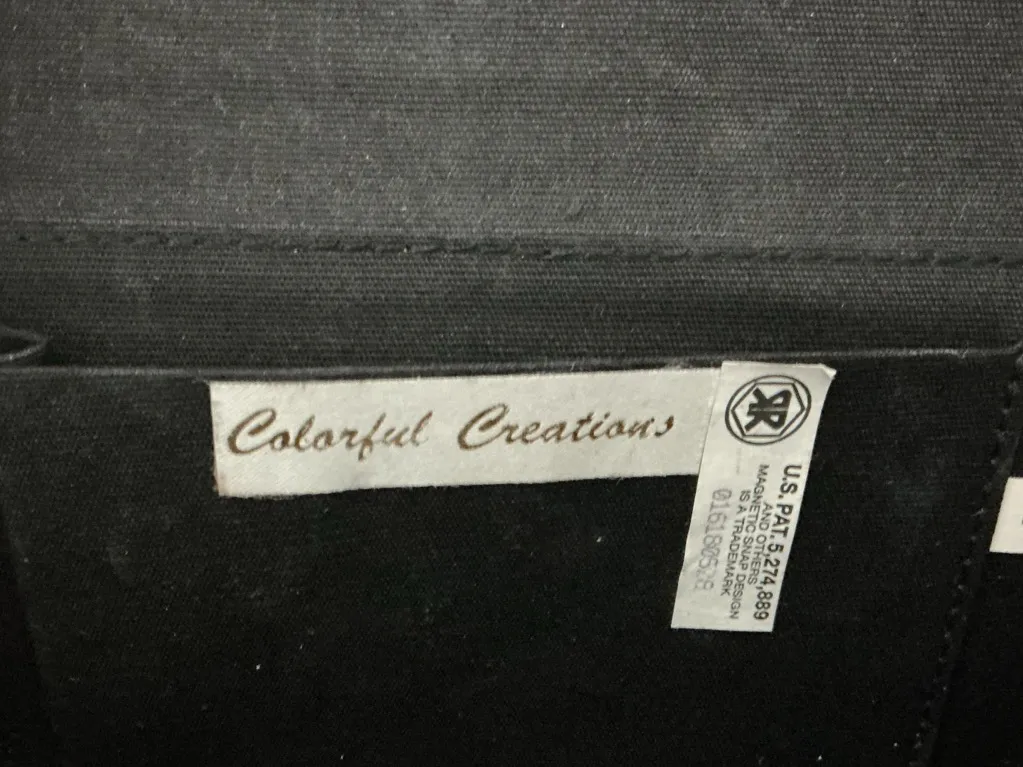 Colorful Creations
U.S. PAT. 5,274,889
AND OTHERS
MAGNETIC SNAP DESIGN
IS A TRADEMARK